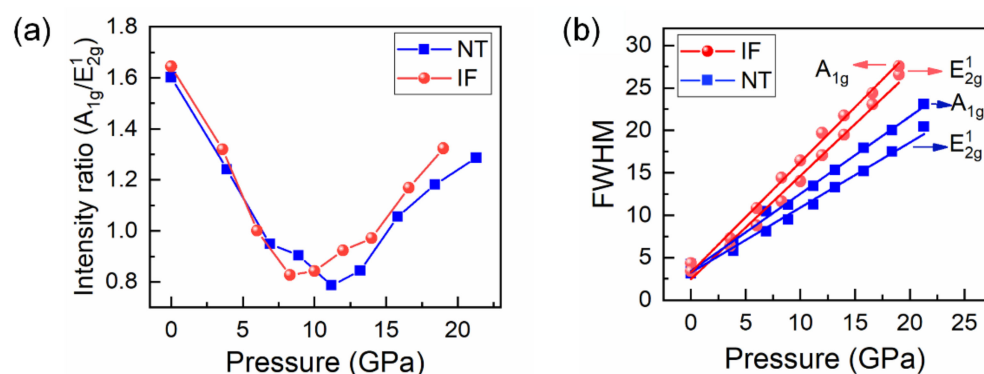 (a)
Intensity ratio (A₁g/E¹₂g)
1.8
1.6
1.4
1.2
1.0
0.8
NT
IF
0 5 10 15 20
Pressure (GPa)
(b)
FWHM
30
25
20
15
10
5
0
IF
NT
A₁g
E¹₂g
A₁g
E¹₂g
0 5 10 15 20 25
Pressure (GPa)